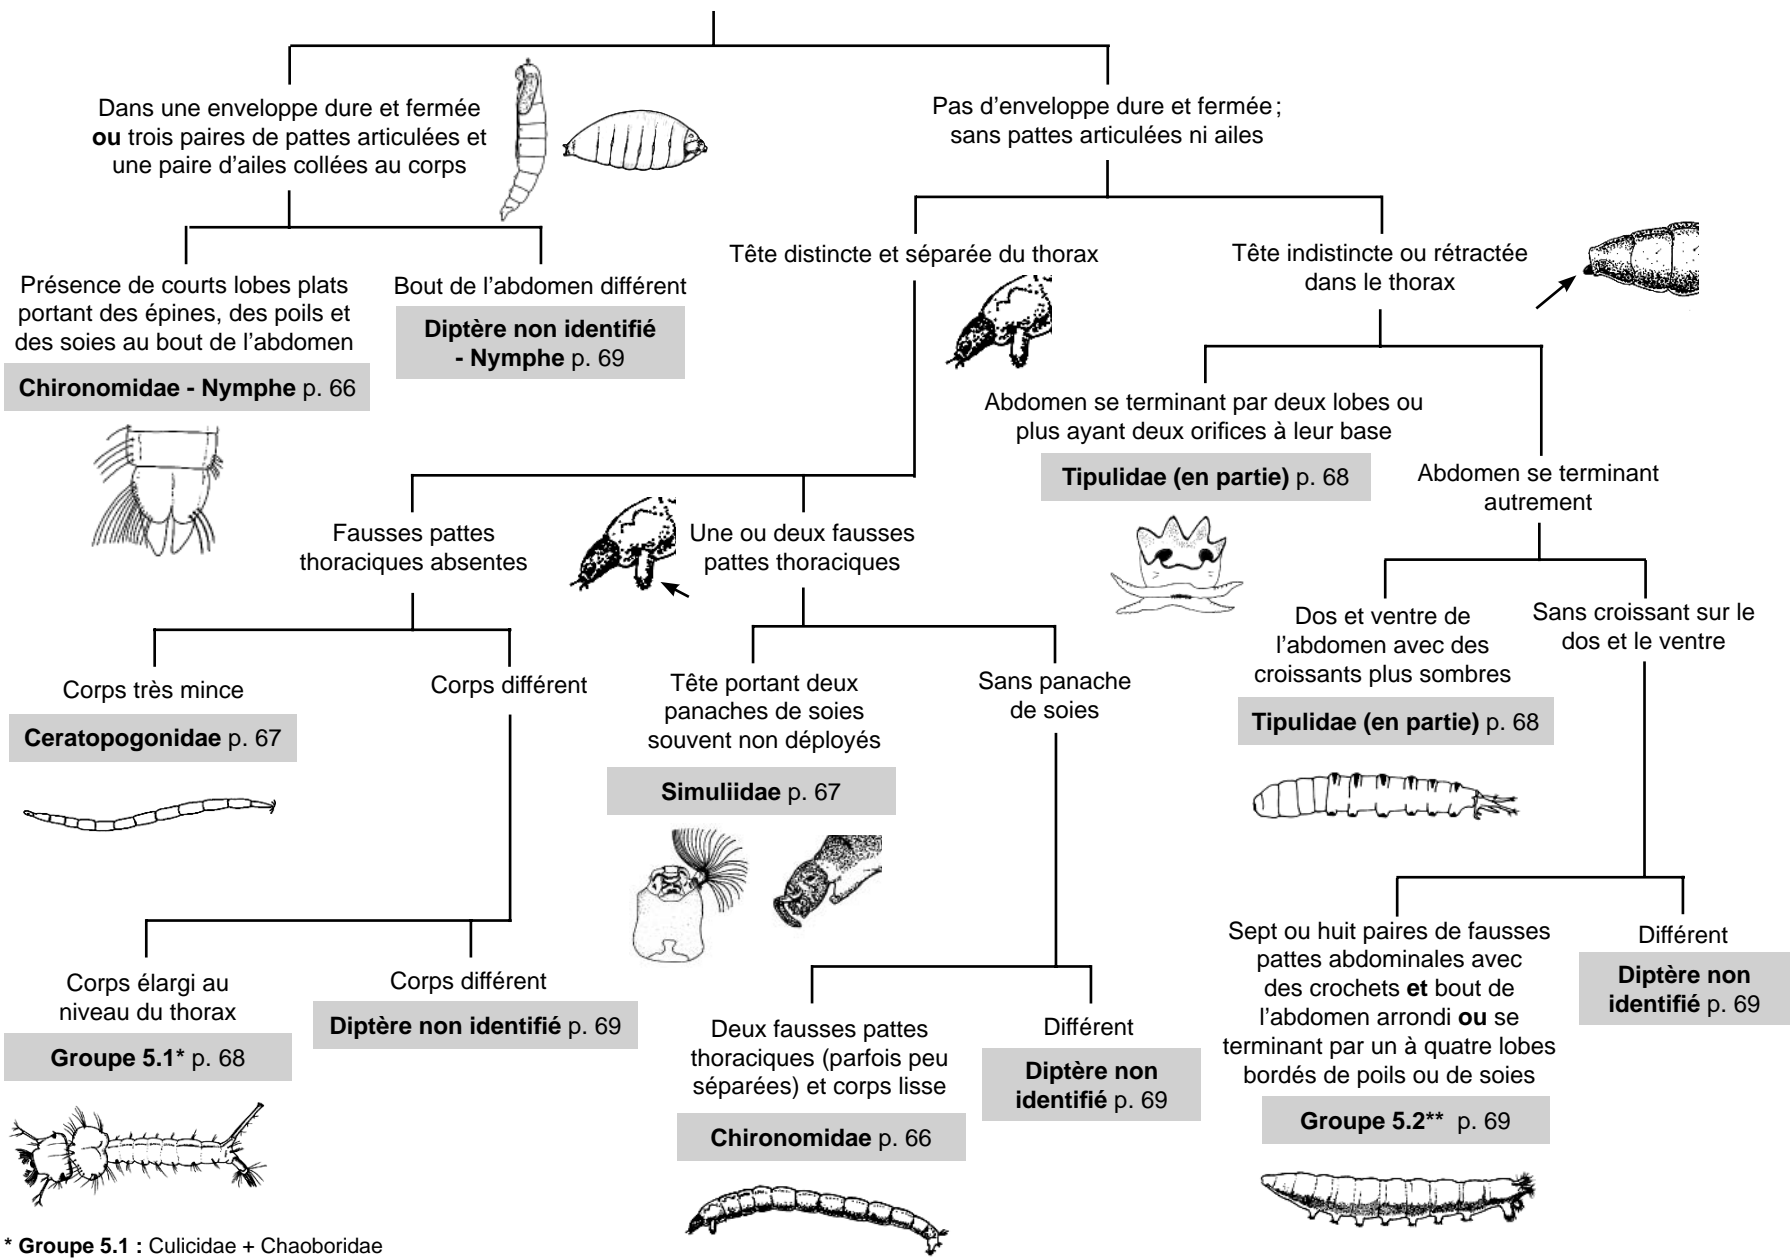 Dans une enveloppe dure et fermée
ou trois paires de pattes articulées et
une paire d'ailes collées au corps
Pas d'enveloppe dure et fermée ;
sans pattes articulées ni ailes
Présence de courts lobes plats
portant des épines, des poils et
des soies au bout de l'abdomen
Chironomidae - Nymphe p. 66
Bout de l'abdomen différent
Diptère non identifié
- Nymphe p. 69
Tête distincte et séparée du thorax
Tête indistincte ou rétractée
dans le thorax
Abdomen se terminant par deux lobes ou
plus ayant deux orifices à leur base
Tipulidae (en partie) p. 68
Abdomen se terminant
autrement
Fausses pattes
thoraciques absentes
Une ou deux fausses
pattes thoraciques
Dos et ventre de
l'abdomen avec des
croissants plus sombres
Tipulidae (en partie) p. 68
Sans croissant sur le
dos et le ventre
Corps très mince
Ceratopogonidae p. 67
Corps différent
Tête portant deux
panaches de soies
souvent non déployés
Simuliidae p. 67
Sans panache
de soies
Corps élargi au
niveau du thorax
Groupe 5.1* p. 68
Corps différent
Diptère non identifié p. 69
Deux fausses pattes
thoraciques (parfois peu
séparées) et corps lisse
Chironomidae p. 66
Différent
Diptère non
identifié p. 69
Sept ou huit paires de fausses
pattes abdominales avec
des crochets et bout de
l'abdomen arrondi ou se
terminant par un à quatre lobes
bordés de poils ou de soies
Groupe 5.2** p. 69
Différent
Diptère non
identifié p. 69
* Groupe 5.1 : Culicidae + Chaoboridae